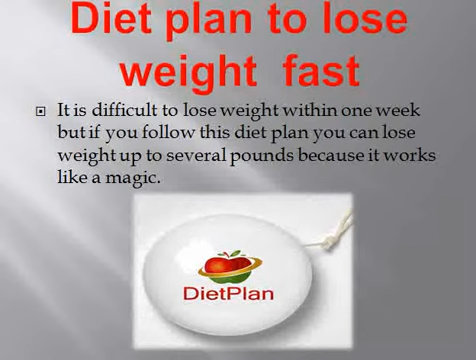 Diet plan to lose
weight fast
It is difficult to lose weight within one week
but if you follow this diet plan you can lose
weight up to several pounds because it works
like a magic.
DietPlan